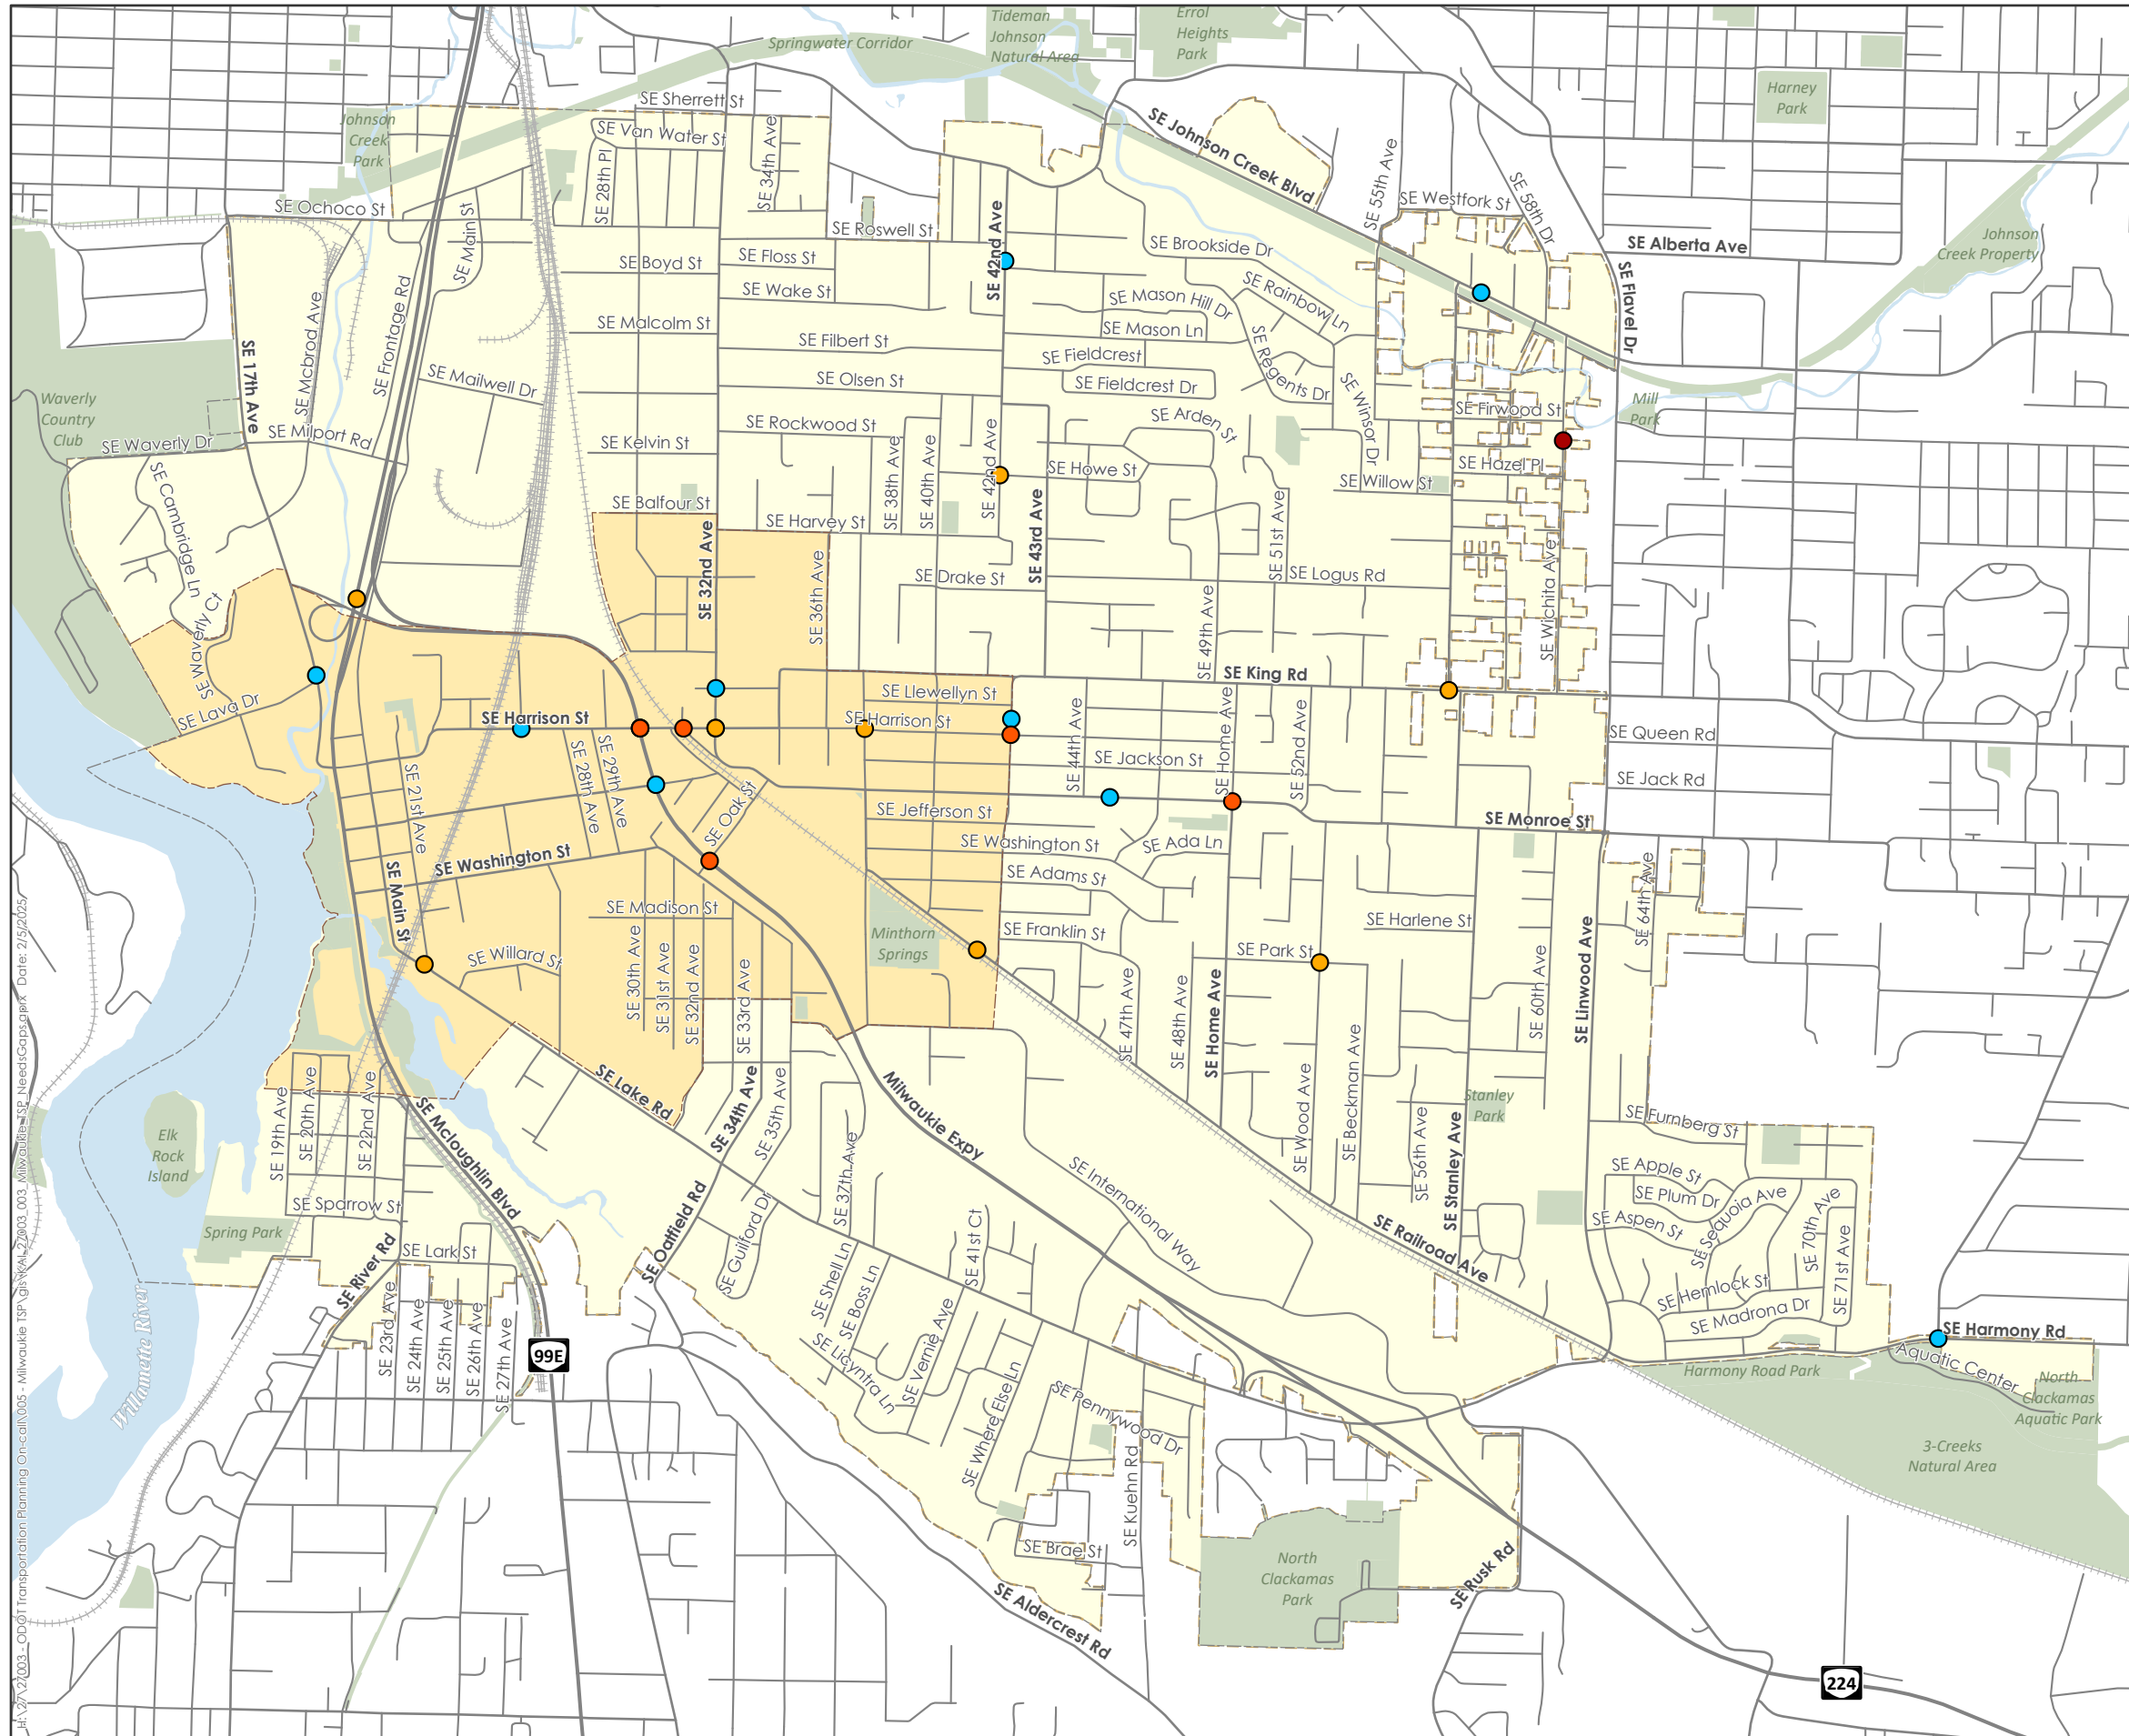 Tideman
Johnson
Natural Area
Errol
Heights
Park
Springwater Corridor
Harney
Park
SE Sherrett St
Johnson
Creek
Park
SE Van Water St
SE 34th Ave
SE 28th Pl
SE Johnson Creek Blvd
SE 55th Ave
SE Westfork St
SE 58th Dr
SE Ochoco St
SE Main St
SE Roswell St
SE 42nd Ave
SE Brookside Dr
SE Alberta Ave
Johnson
Creek Property
SE Boyd St
SE Floss St
SE Flavel Dr
SE Wake St
SE Mason Hill Dr
SE Rainbow Ln
SE Mcbrod Ave
SE Frontage Rd
SE Malcolm St
SE Mason Ln
SE Filbert St
SE Fieldcrest
SE Regents Dr
SE 17th Ave
SE Mailwell Dr
SE Olsen St
SE Fieldcrest Dr
SE Winsor Dr
Waverly
Country
Club
SE Milport Rd
SE Waverly Dr
SE Rockwood St
SE Arden St
SE Firwood St
Mill
Park
SE Kelvin St
SE 38th Ave
SE 40th Ave
SE 42nd Ave
SE Howe St
SE Hazel Pl
SE Willow St
SE Cambridge Ln
SE Balfour St
SE Harvey St
SE 32nd Ave
SE 43rd Ave
SE 51st Ave
SE 36th Ave
SE Drake St
SE Logus Rd
SE Wichita Ave
SE Waverly Ct
SE 49th Ave
SE King Rd
SE Llewellyn St
SE Lava Dr
SE Harrison St
SE Harrison St
SE 44th Ave
SE Home Ave
SE 52nd Ave
SE Queen Rd
SE 28th Ave
SE 29th Ave
SE Jackson St
SE Jack Rd
SE 21st Ave
SE Oak St
SE Jefferson St
SE Monroe St
SE Washington St
SE Washington St
SE Ada Ln
SE Main St
SE Adams St
SE 64th Ave
SE Madison St
SE Harlene St
Minthorn
Springs
SE Franklin St
SE Park St
SE Willard St
SE 30th Ave
SE 31st Ave
SE 32nd Ave
SE 33rd Ave
SE 47th Ave
SE 48th Ave
SE Home Ave
SE 60th Ave
SE Linwood Ave
SE Lake Rd
SE 34th Ave
SE 35th Ave
Milwaukie Expy
SE Wood Ave
SE Beckman Ave
SE 56th Ave
SE Stanley Ave
Stanley
Park
SE Furnberg St
SE 19th Ave
SE 20th Ave
SE 22nd Ave
SE Mcloughlin Blvd
Elk
Rock
Island
SE 37th Ave
SE International Way
SE Apple St
SE Plum Dr
SE Sequoia Ave
SE Aspen St
SE 70th Ave
SE 71st Ave
SE Sparrow St
Spring Park
SE Lark St
SE River Rd
SE Oatfield Rd
SE Guilford Dr
SE 41st Ct
SE Railroad Ave
SE Shell Ln
SE Boss Ln
SE Hemlock St
SE Madrona Dr
SE 23rd Ave
SE 24th Ave
SE 25th Ave
SE 26th Ave
SE 27th Ave
99E
SE Licyntra Ln
SE Vernie Ave
SE Where Else Ln
SE Harmony Rd
Aquatic Center
Harmony Road Park
North
Clackamas
Aquatic Park
Willamette River
SE Pennywood Dr
SE Kuehn Rd
3-Creeks
Natural Area
SE Brae St
North
Clackamas
Park
SE Rusk Rd
SE Aldercrest Rd
224
H:\27\27003 - ODOT Transportation Planning On-call\005 - Milwaukie TSP\gis\KAI_27003_003_Milwaukie_TSP_NeedsGaps.aprx Date: 2/5/2025